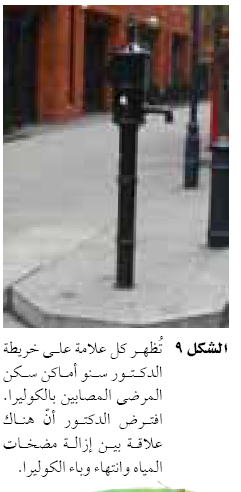 الشكل ٩ تُظهر كل علامة على خريطة
الدكتور سنو أماكن سكن
المرضى المصابين بالكوليرا.
افترض الدكتور أنّ هناك
علاقة بين إزالة مضخات
المياه وانتهاء وباء الكوليرا.